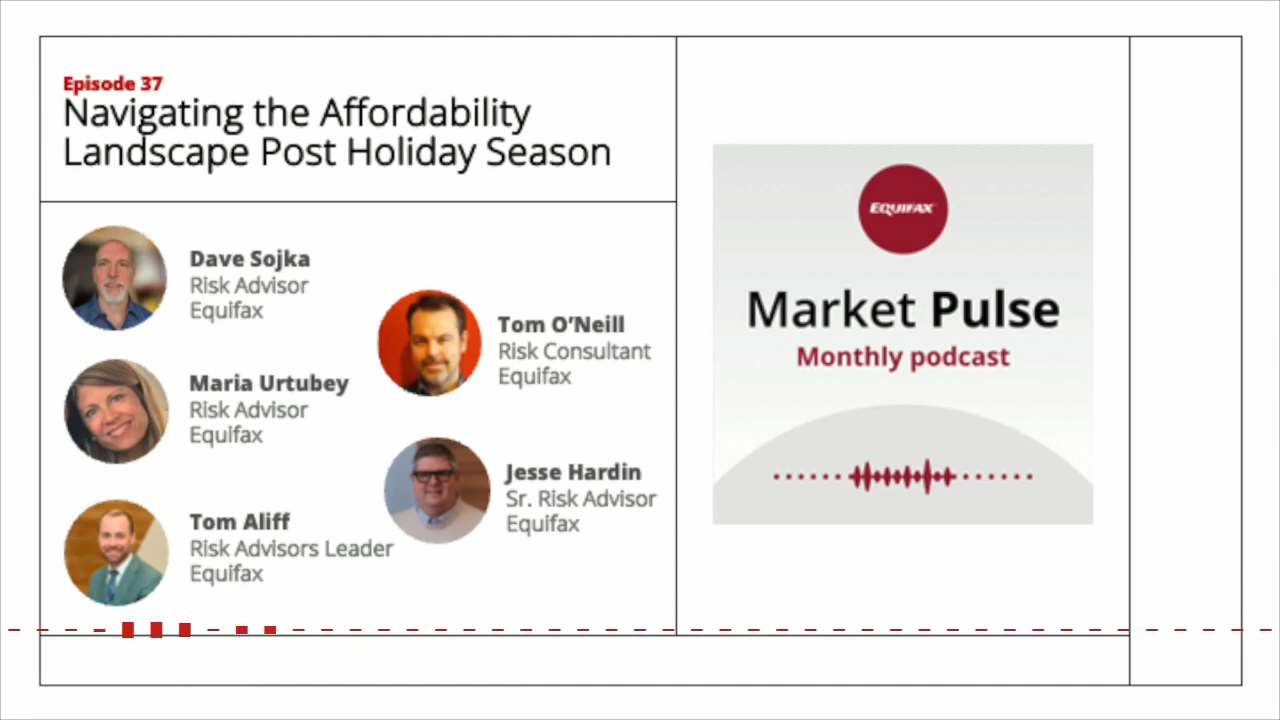 Episode 37
Navigating the Affordability
Landscape Post Holiday Season
Dave Sojka
Risk Advisor
Equifax
Maria Urtubey
Risk Advisor
Equifax
Tom Aliff
Risk Advisors Leader
Equifax
Tom O'Neill
Risk Consultant
Equifax
Jesse Hardin
Sr. Risk Advisor
Equifax
EQUIFAX
Market Pulse
Monthly podcast